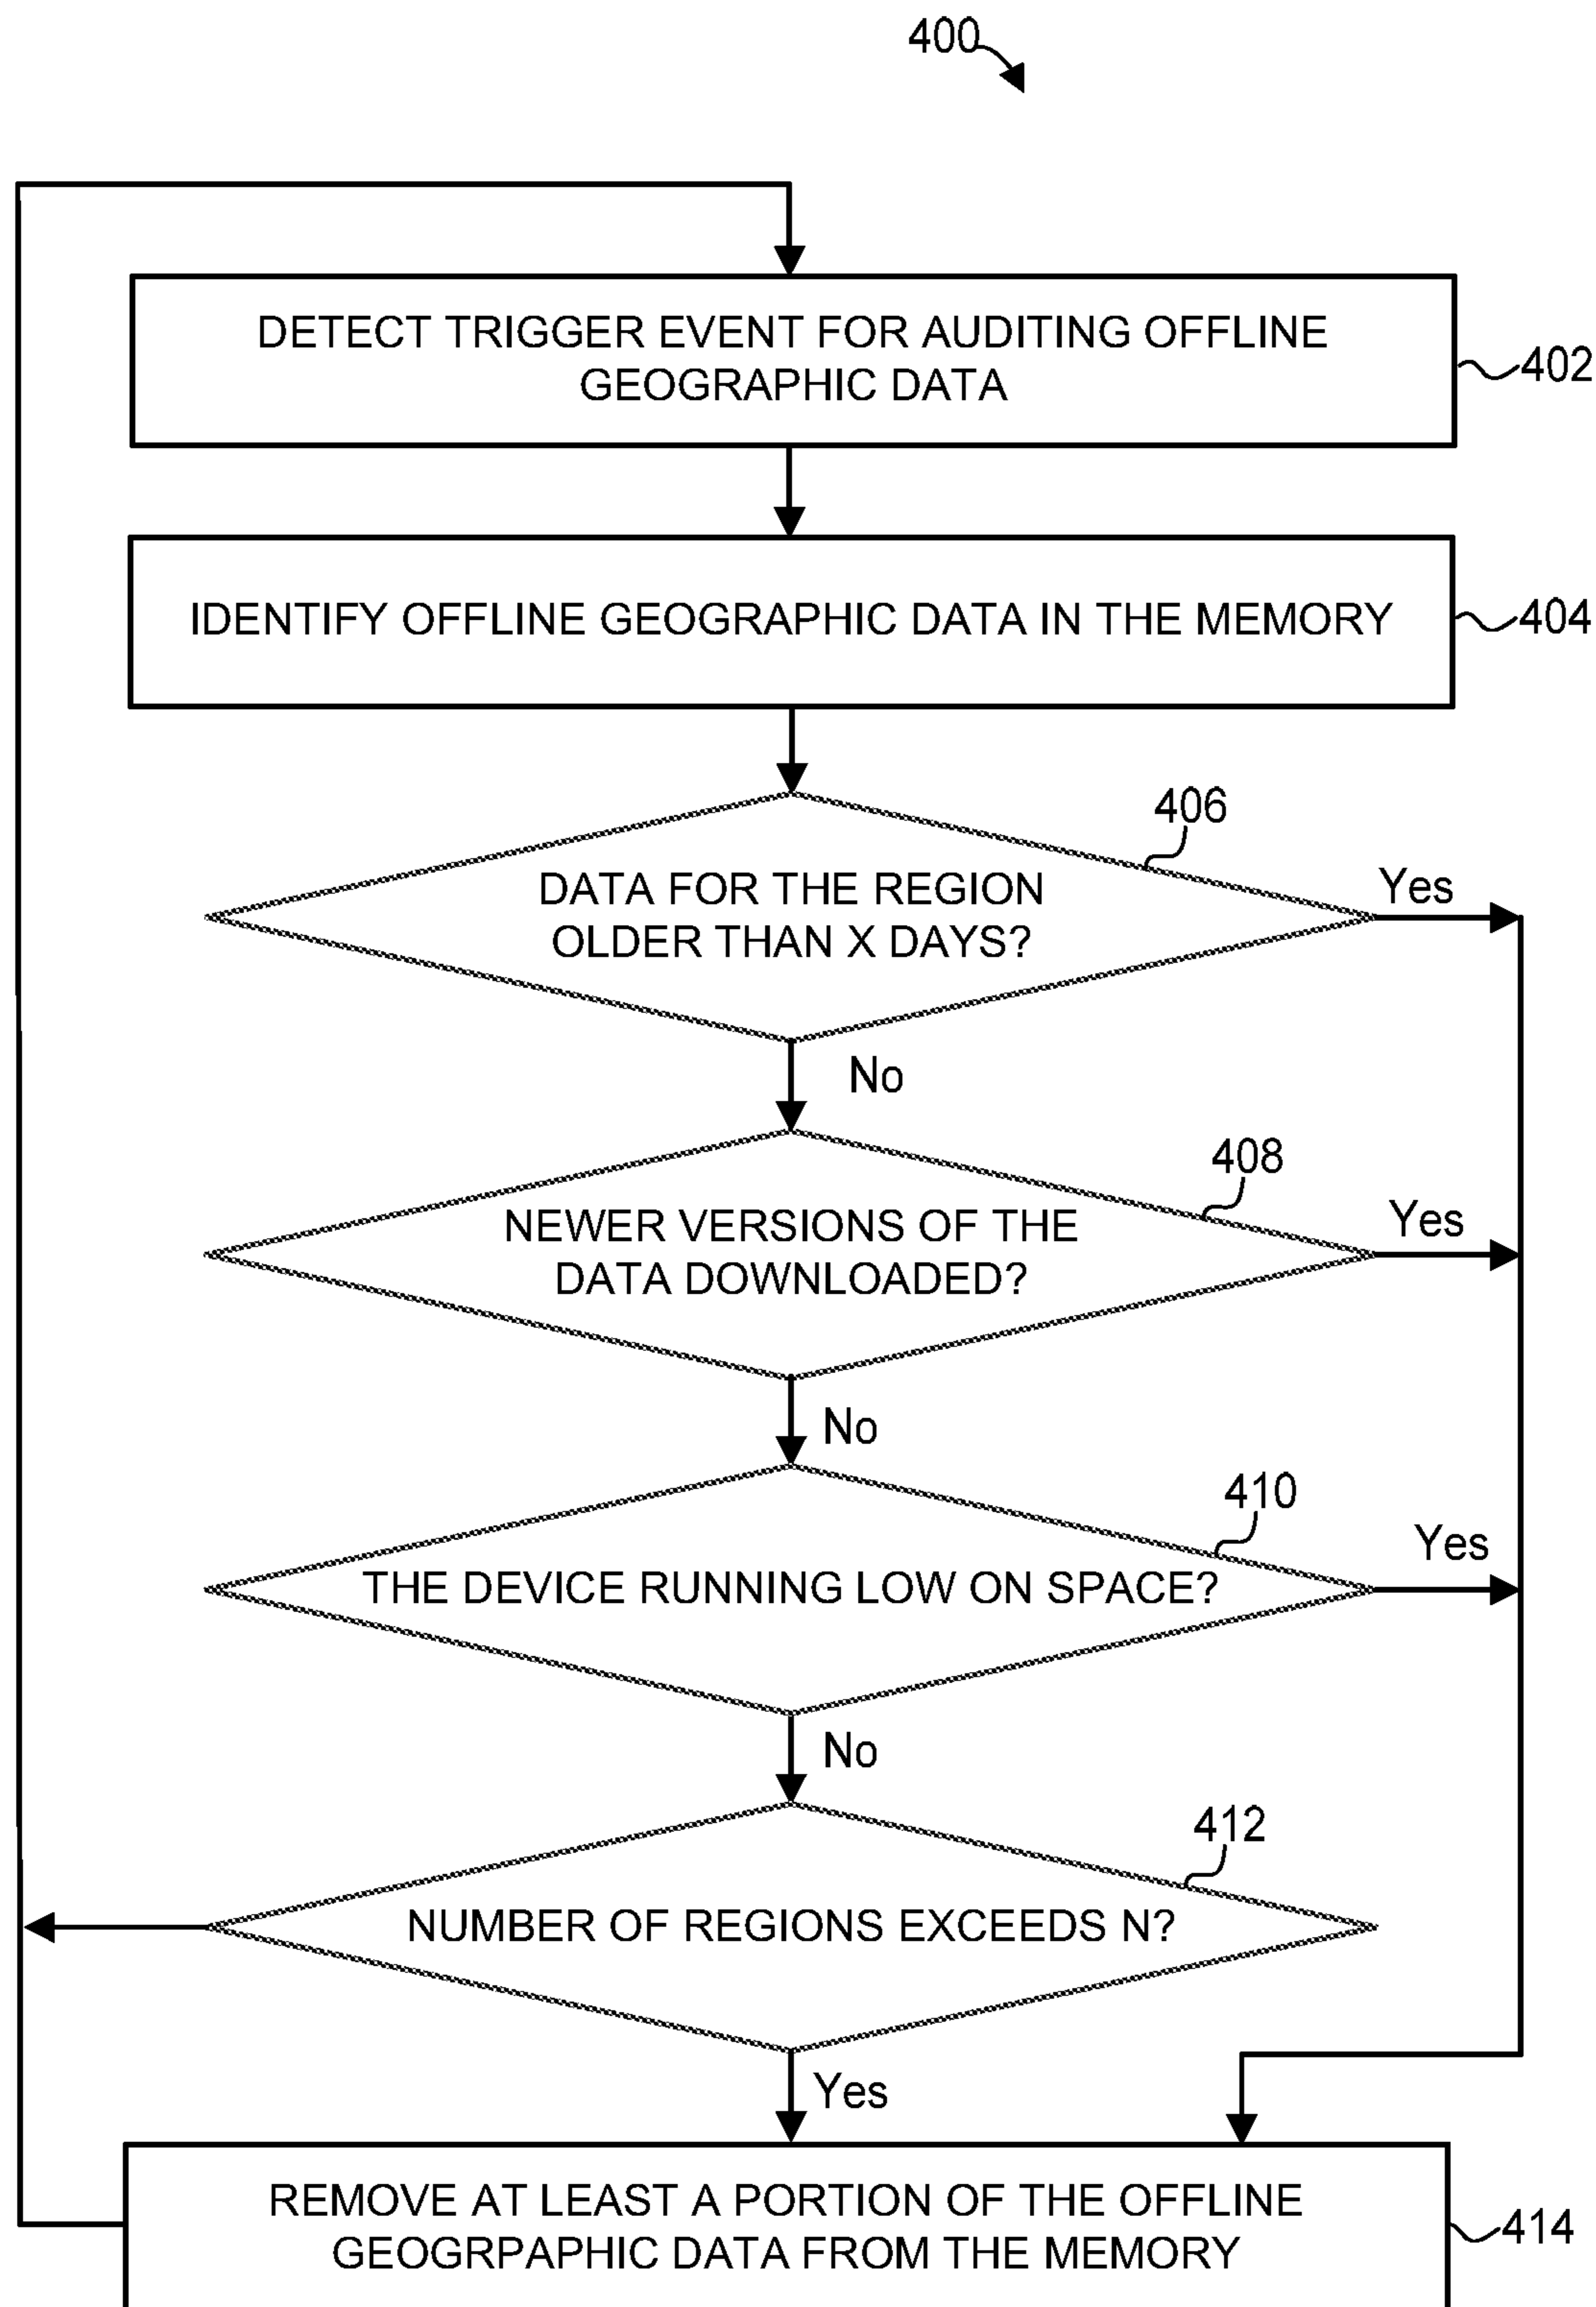 400
DETECT TRIGGER EVENT FOR AUDITING OFFLINE
GEOGRAPHIC DATA
402
IDENTIFY OFFLINE GEOGRAPHIC DATA IN THE MEMORY
404
406
DATA FOR THE REGION
OLDER THAN X DAYS?
Yes
No
408
NEWER VERSIONS OF THE
DATA DOWNLOADED?
Yes
No
410
THE DEVICE RUNNING LOW ON SPACE?
Yes
No
412
NUMBER OF REGIONS EXCEEDS N?
Yes
REMOVE AT LEAST A PORTION OF THE OFFLINE
GEOGRPAPHIC DATA FROM THE MEMORY
414